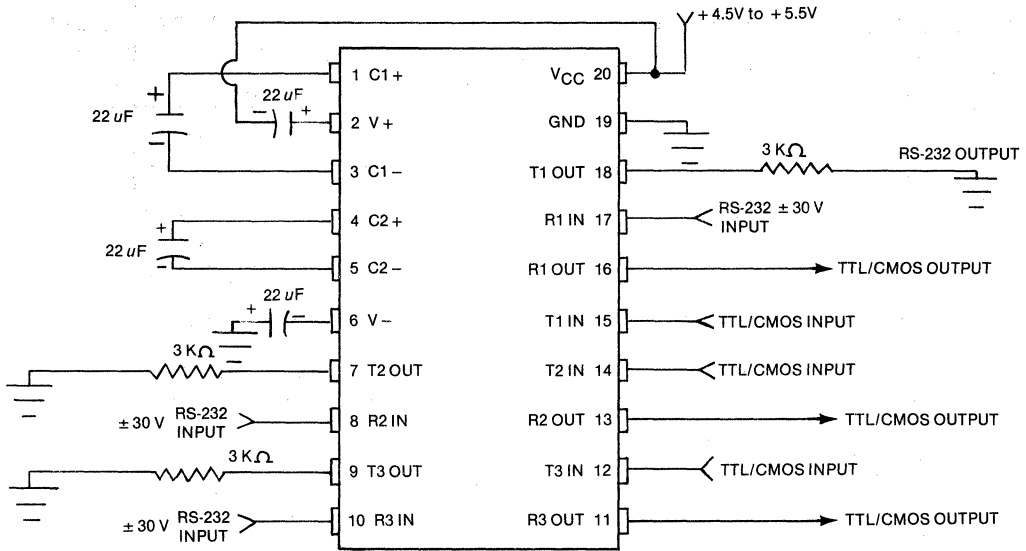 + 4.5V to + 5.5V
1 C1+
VCC 20
+
22 uF
−
22 uF
− +
2 V+
GND 19
3 C1−
T1 OUT 18
3 KΩ
RS-232 OUTPUT
4 C2+
R1 IN 17
RS-232 ± 30 V
INPUT
+
22 uF
−
5 C2−
R1 OUT 16
TTL/CMOS OUTPUT
22 uF
+ −
6 V−
T1 IN 15
TTL/CMOS INPUT
3 KΩ
7 T2 OUT
T2 IN 14
TTL/CMOS INPUT
± 30 V RS-232
INPUT
8 R2 IN
R2 OUT 13
TTL/CMOS OUTPUT
3 KΩ
9 T3 OUT
T3 IN 12
TTL/CMOS INPUT
± 30 V RS-232
INPUT
10 R3 IN
R3 OUT 11
TTL/CMOS OUTPUT